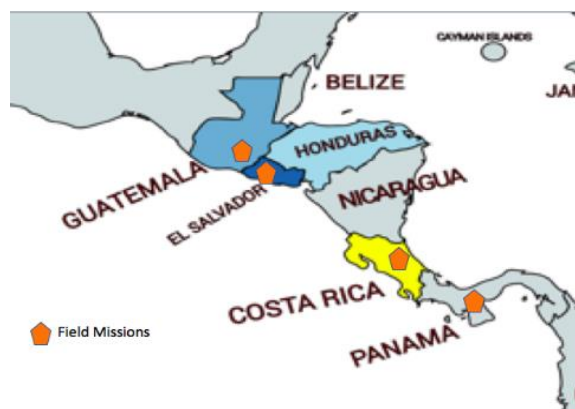 CAYMAN ISLANDS
BELIZE
JA
HONDURAS
GUATEMALA
NICARAGUA
EL SALVADOR
COSTA RICA
PANAMA
Field Missions